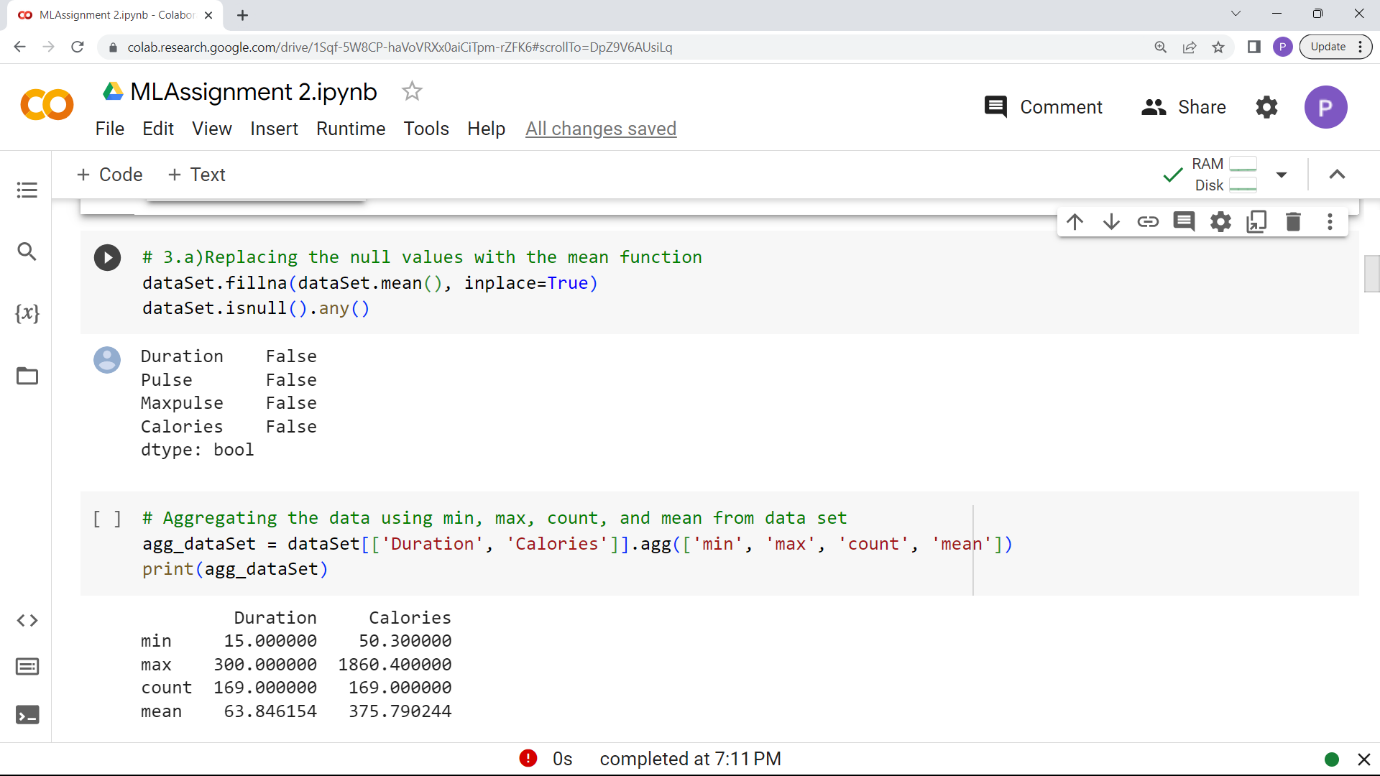 MLAssignment 2.ipynb - Colabor
colab.research.google.com/drive/1Sqf-5W8CP-haVoVRXx0aiCiTpm-rZFK6#scrollTo=DpZ9V6AUsiLq
P
Update
MLAssignment 2.ipynb
Comment
Share
P
File Edit View Insert Runtime Tools Help All changes saved
+ Code + Text
RAM
Disk
# 3.a)Replacing the null values with the mean function
dataSet.fillna(dataSet.mean(), inplace=True)
dataSet.isnull().any()
{x}
Duration False
Pulse False
Maxpulse False
Calories False
dtype: bool
[ ] # Aggregating the data using min, max, count, and mean from data set
agg_dataSet = dataSet[['Duration', 'Calories']].agg(['min', 'max', 'count', 'mean'])
print(agg_dataSet)
Duration Calories
min 15.000000 50.300000
max 300.000000 1860.400000
count 169.000000 169.000000
mean 63.846154 375.790244
0s completed at 7:11 PM